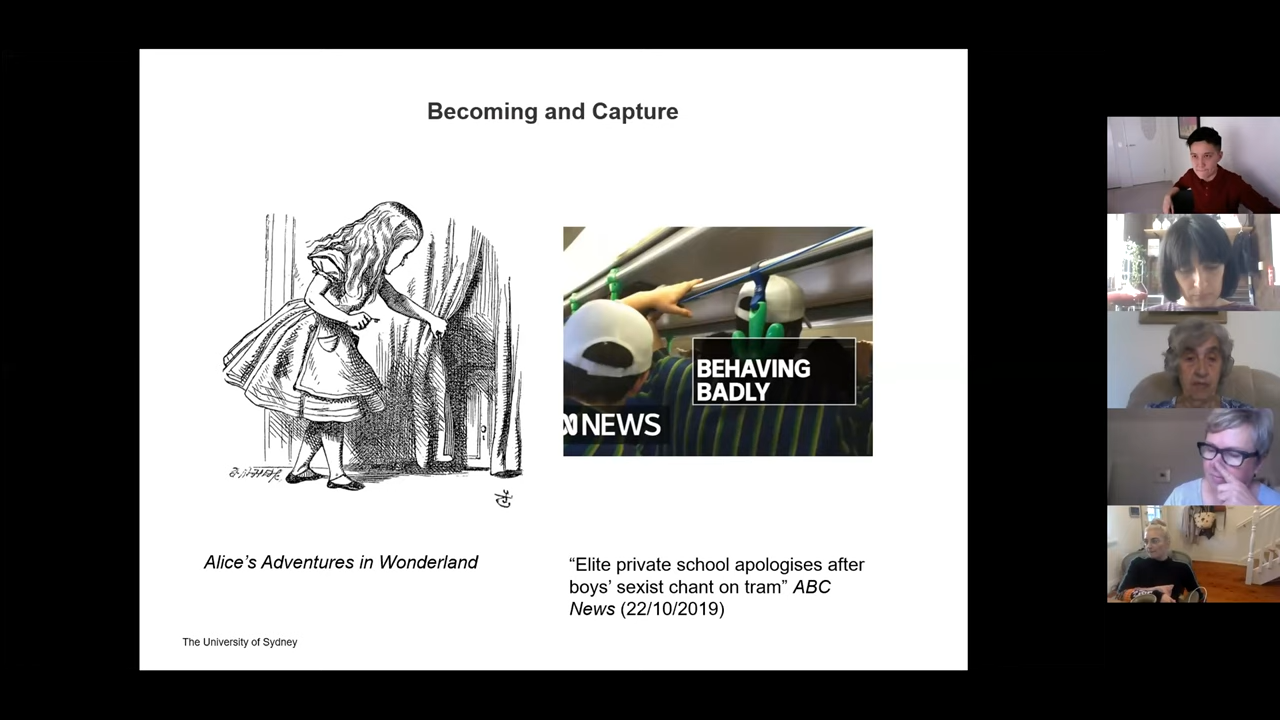 Becoming and Capture
BEHAVING
BADLY
NEWS
Alice's Adventures in Wonderland
“Elite private school apologises after
boys’ sexist chant on tram” ABC
News (22/10/2019)
The University of Sydney